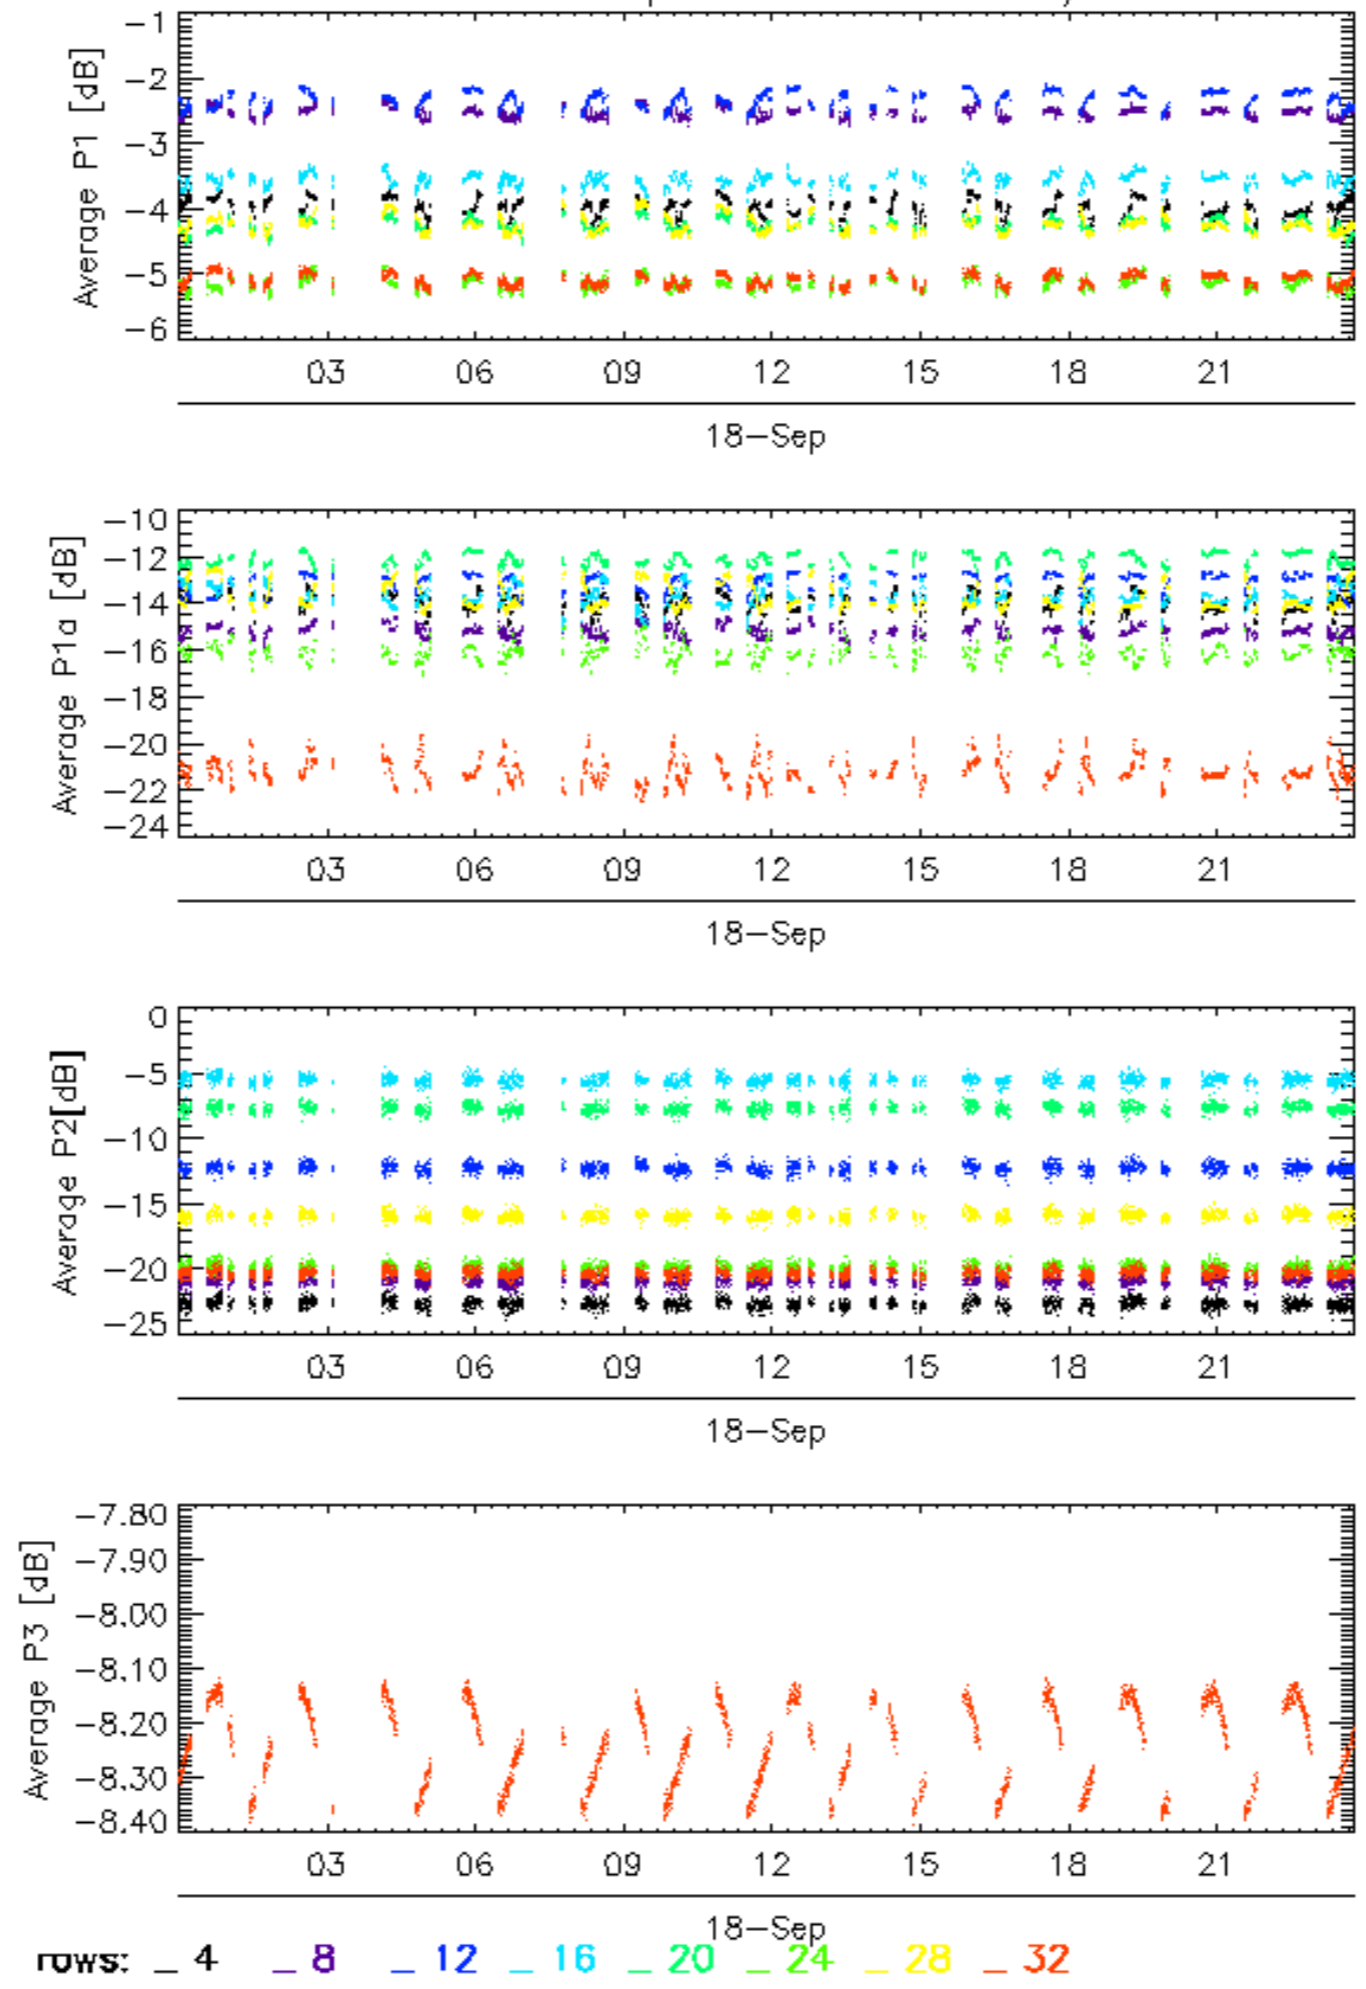 -1
-2
-3
-4
-5
-6
Average P1 [dB]
03 06 09 12 15 18 21
18-Sep
-10
-12
-14
-16
-18
-20
-22
-24
Average P1a [dB]
03 06 09 12 15 18 21
18-Sep
0
-5
-10
-15
-20
-25
Average P2[dB]
03 06 09 12 15 18 21
18-Sep
-7.80
-7.90
-8.00
-8.10
-8.20
-8.30
-8.40
Average P3 [dB]
03 06 09 12 15 18 21
18-Sep
rows: _ 4 _ 8 _ 12 _ 16 _ 20 _ 24 _ 28 _ 32